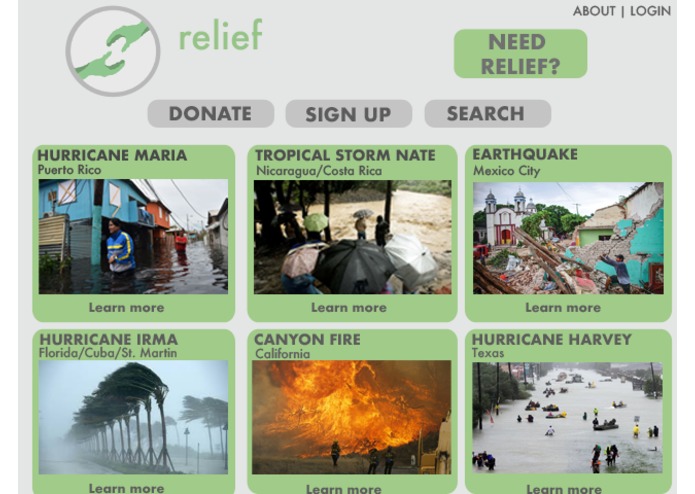 ABOUT | LOGIN
relief
NEED
RELIEF?
DONATE
SIGN UP
SEARCH
HURRICANE MARIA
Puerto Rico
Learn more
TROPICAL STORM NATE
Nicaragua/Costa Rica
Learn more
EARTHQUAKE
Mexico City
Learn more
HURRICANE IRMA
Florida/Cuba/St. Martin
Learn more
CANYON FIRE
California
Learn more
HURRICANE HARVEY
Texas
Learn more